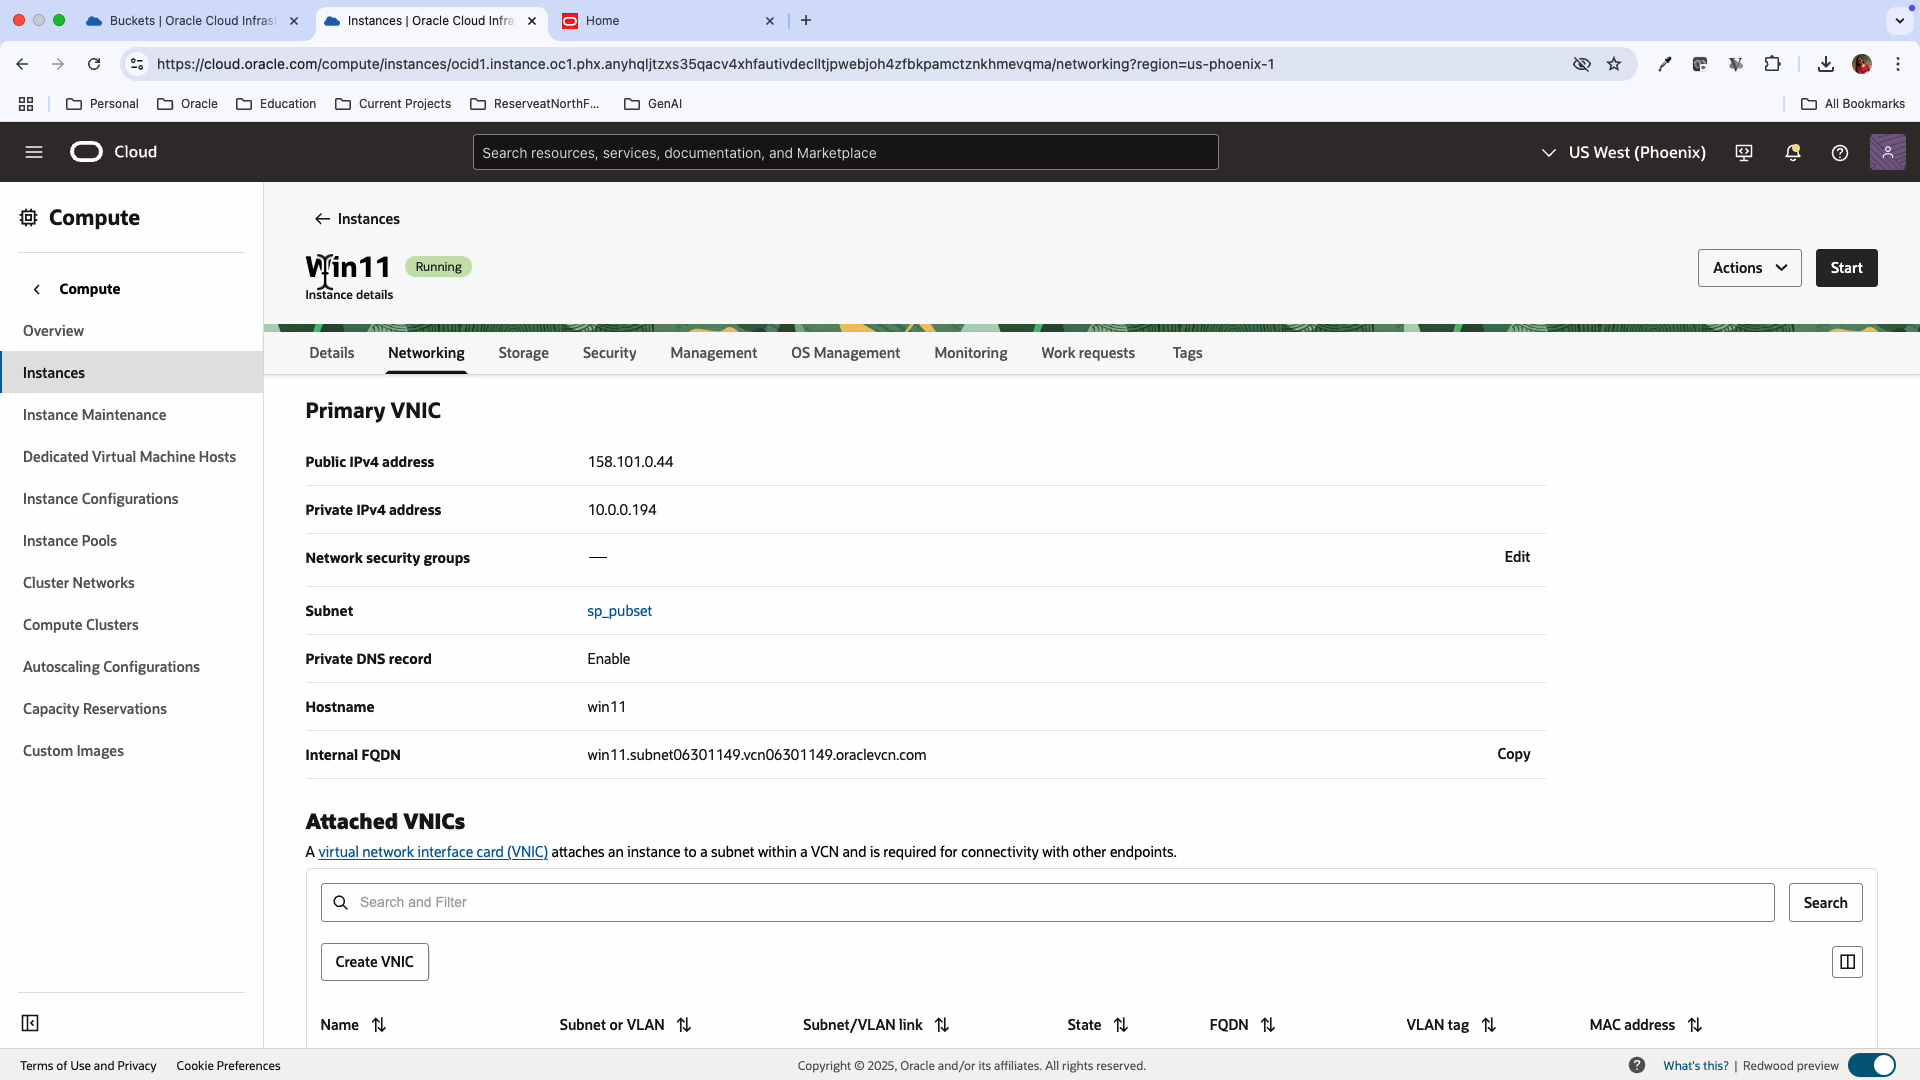 Buckets | Oracle Cloud Infras
Instances | Oracle Cloud Infra
Home
https://cloud.oracle.com/compute/instances/ocid1.instance.oc1.phx.anyhqljtzxs35qacv4xhfautivdeclltjpwebjoh4zfbkpamctznkhmevqma/networking?region=us-phoenix-1
Personal
Oracle
Education
Current Projects
ReserveatNorthF...
GenAI
All Bookmarks
Cloud
Search resources, services, documentation, and Marketplace
US West (Phoenix)
Compute
Compute
Overview
Instances
Instance Maintenance
Dedicated Virtual Machine Hosts
Instance Configurations
Instance Pools
Cluster Networks
Compute Clusters
Autoscaling Configurations
Capacity Reservations
Custom Images
Instances
Win11 Running
Instance details
Actions
Start
Details Networking Storage Security Management OS Management Monitoring Work requests Tags
Primary VNIC
Public IPv4 address 158.101.0.44
Private IPv4 address 10.0.0.194
Network security groups — Edit
Subnet sp_pubset
Private DNS record Enable
Hostname win11
Internal FQDN win11.subnet06301149.vcn06301149.oraclevcn.com Copy
Attached VNICs
A virtual network interface card (VNIC) attaches an instance to a subnet within a VCN and is required for connectivity with other endpoints.
Search and Filter
Search
Create VNIC
Name Subnet or VLAN Subnet/VLAN link State FQDN VLAN tag MAC address
Terms of Use and Privacy Cookie Preferences
Copyright © 2025, Oracle and/or its affiliates. All rights reserved.
What's this? | Redwood preview